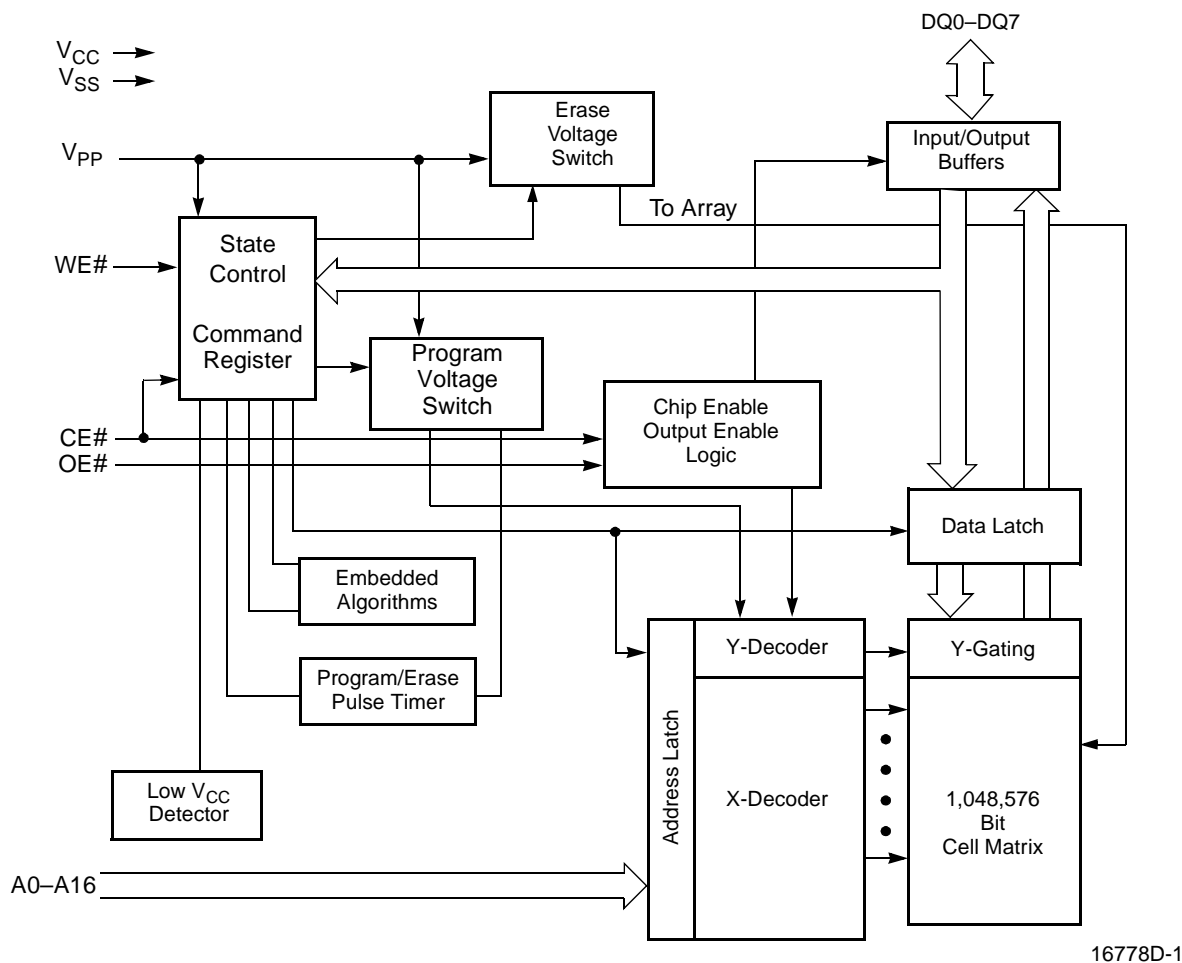 DQ0–DQ7
VCC
VSS
Erase
Voltage
Switch
Input/Output
Buffers
VPP
To Array
State
Control
Command
Register
WE#
Program
Voltage
Switch
Chip Enable
Output Enable
Logic
CE#
OE#
Data Latch
Embedded
Algorithms
Y-Decoder
Y-Gating
Program/Erase
Pulse Timer
Address Latch
X-Decoder
1,048,576
Bit
Cell Matrix
Low VCC
Detector
A0–A16
16778D-1